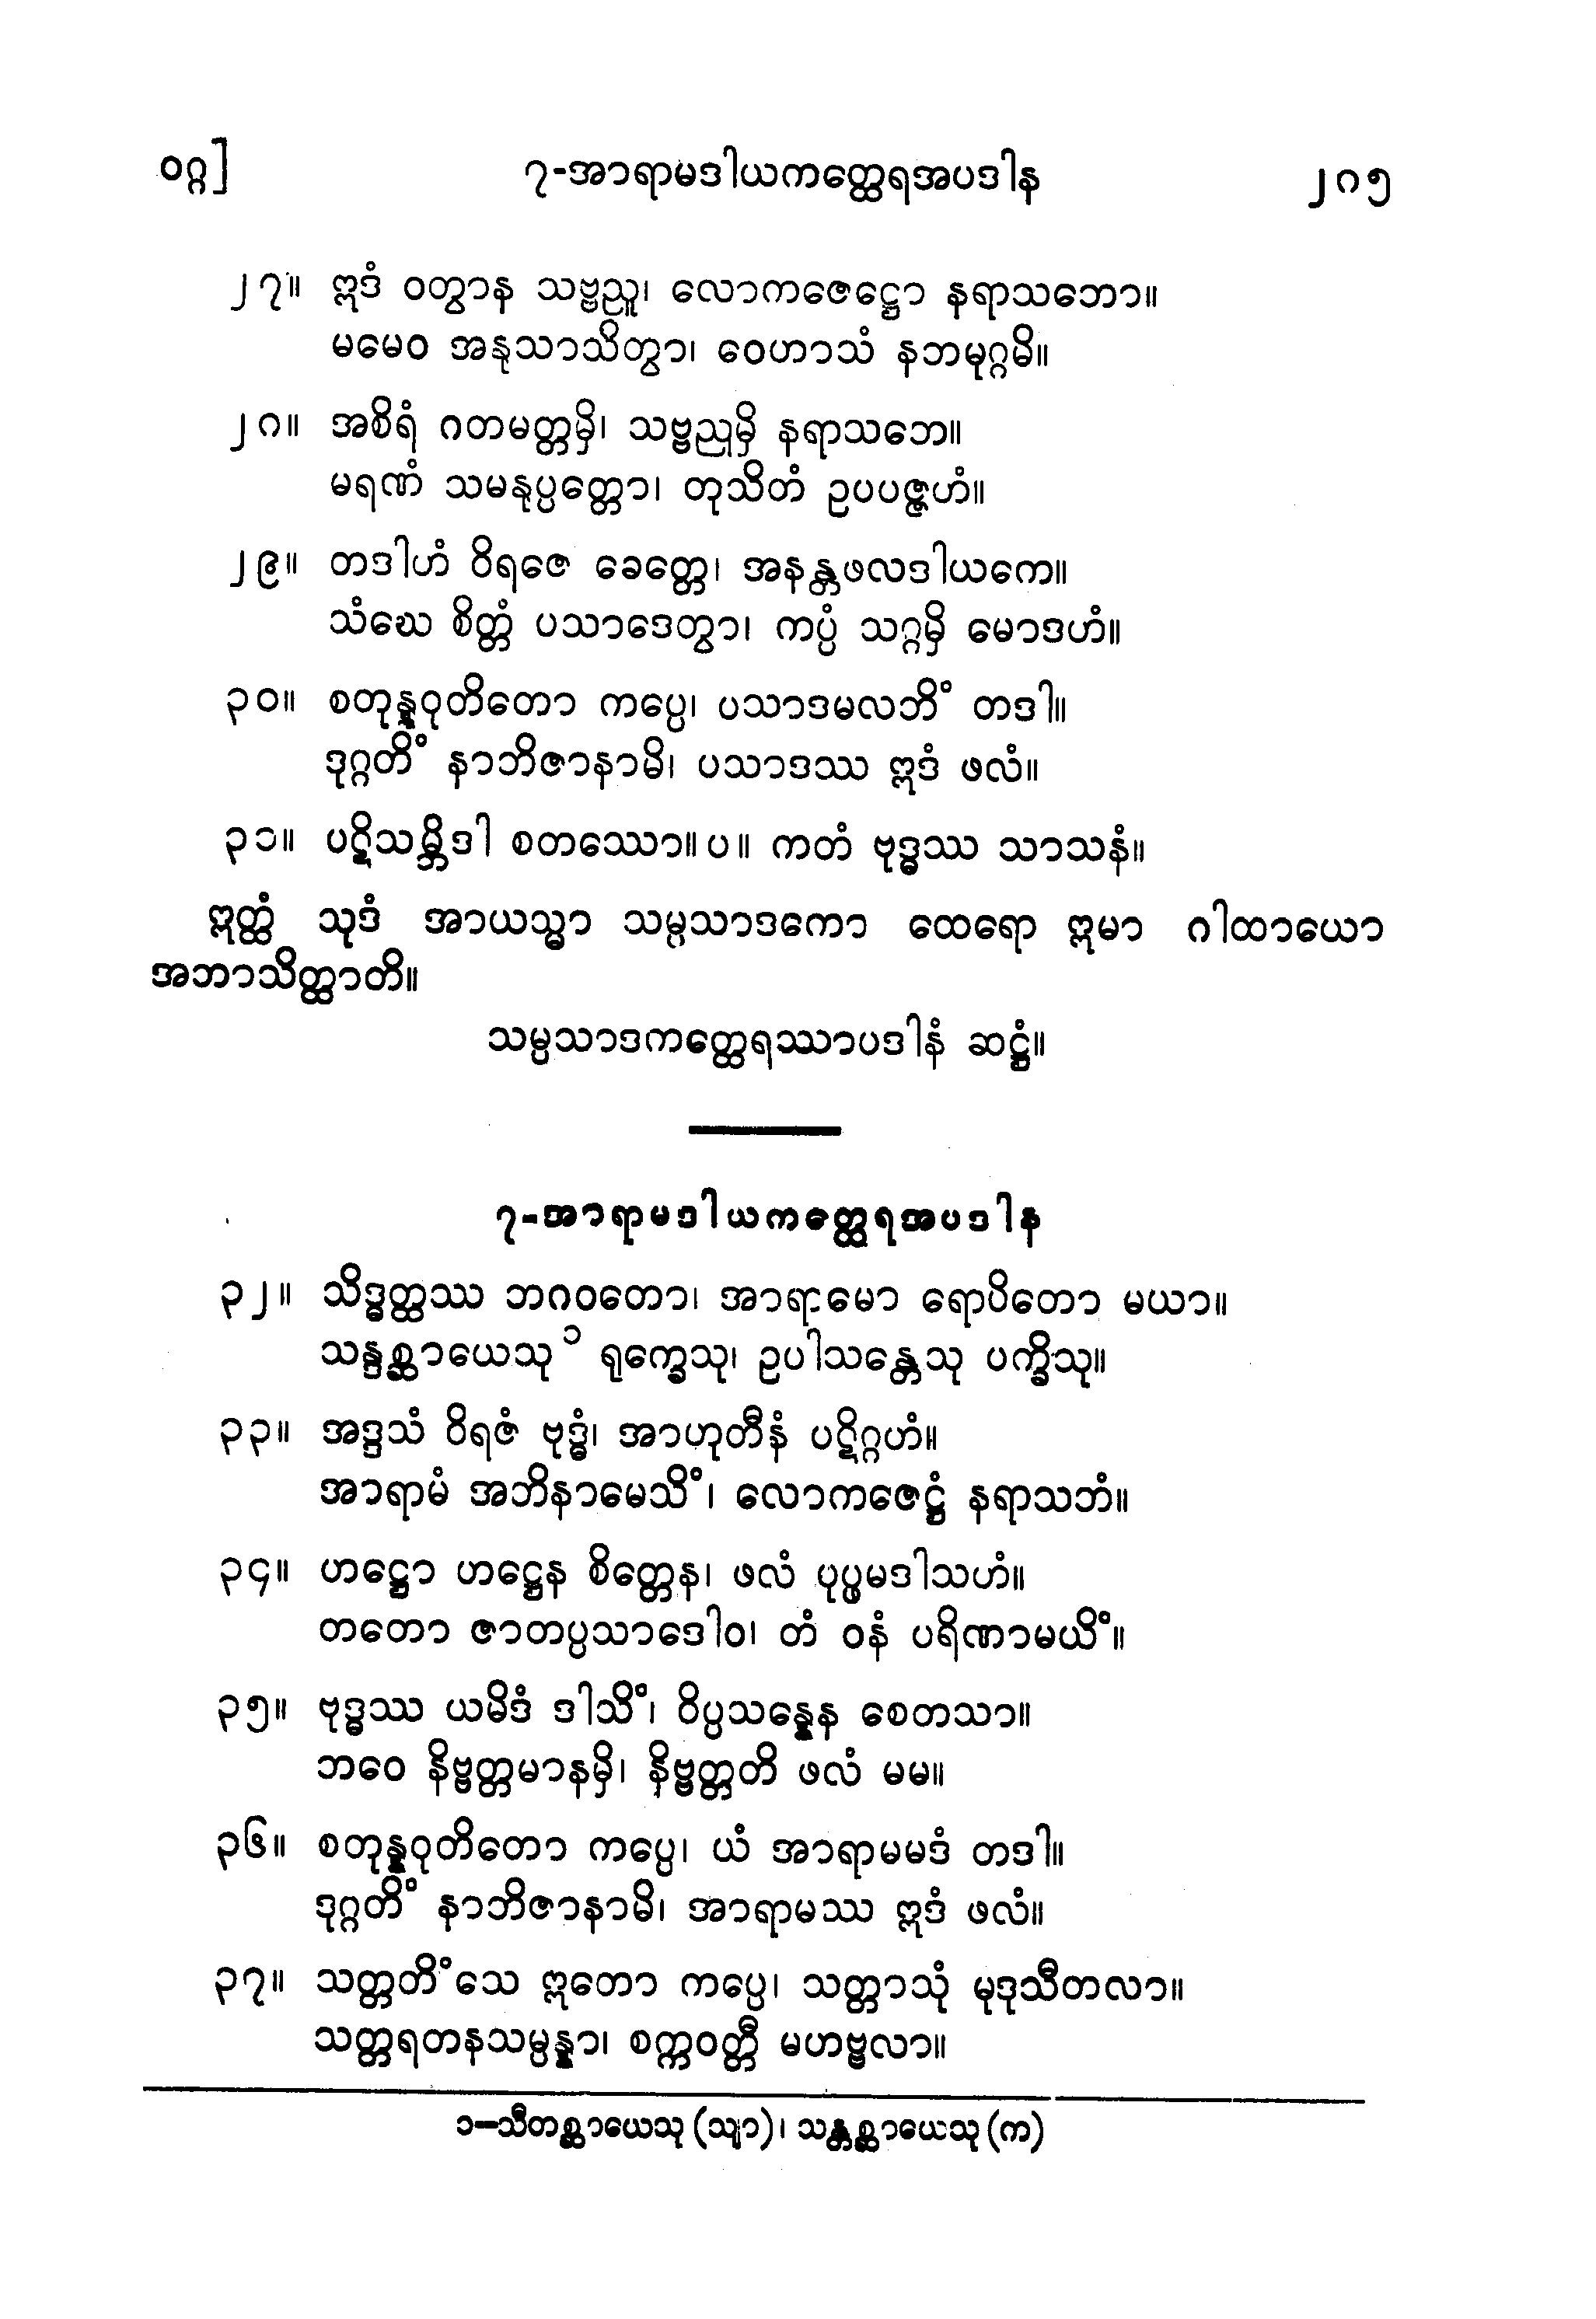 ဝဂ္ဂ] ၇-အာရာမဒါယကတ္ထေရအပဒါန ၂၈၅
၂၇။ ဣဒံ ဝတွာန သဗ္ဗညူ၊ လောကဇေဋ္ဌော နရာသဘော။
မမေဝ အနုသာသိတွာ၊ ဝေဟာသံ နဘမုဂ္ဂမိ။
၂၈။ အစိရံ ဂတမတ္တမှိ၊ သဗ္ဗညုမှိ နရာသဘေ။
မရဏံ သမနုပ္ပတ္တော၊ တုသိတံ ဥပပဇ္ဇဟံ။
၂၉။ တဒါဟံ ဝိရဇေ ခေတ္တေ၊ အနန္တဖလဒါယကေ။
သံဃေ စိတ္တံ ပသာဒေတွာ၊ ကပ္ပံ သဂ္ဂမှိ မောဒဟံ။
၃၀။ စတုန္နဝုတိတော ကပ္ပေ၊ ပသာဒမလဘိံ တဒါ။
ဒုဂ္ဂတိံ နာဘိဇာနာမိ၊ ပသာဒဿ ဣဒံ ဖလံ။
၃၁။ ပဋိသမ္ဘိဒါ စတဿော။ပ။ ကတံ ဗုဒ္ဓဿ သာသနံ။
ဣတ္ထံ သုဒံ အာယသ္မာ သမ္ပသာဒကော ထေရော ဣမာ ဂါထာယော
အဘာသိတ္ထာတိ။
သမ္ပသာဒကတ္ထေရဿာပဒါနံ ဆဋ္ဌံ။
၇-အာရာမဒါယကတ္ထေရအပဒါန
၃၂။ သိဒ္ဓတ္ထဿ ဘဂဝတော၊ အာရာမော ရောပိတော မယာ။
သန္ဒစ္ဆာယေသု ၁ ရုက္ခေသု၊ ဥပါသန္တေသု ပက္ခိသု။
၃၃။ အဒ္ဒသံ ဝိရဇံ ဗုဒ္ဓံ၊ အာဟုတီနံ ပဋိဂ္ဂဟံ။
အာရာမံ အဘိနာမေသိံ၊ လောကဇေဋ္ဌံ နရာသဘံ။
၃၄။ ဟဋ္ဌော ဟဋ္ဌေန စိတ္တေန၊ ဖလံ ပုပ္ဖမဒါသဟံ။
တတော ဇာတပ္ပသာဒေါဝ၊ တံ ဝနံ ပရိဏာမယိံ။
၃၅။ ဗုဒ္ဓဿ ယမိဒံ ဒါသိံ၊ ဝိပ္ပသန္နေန စေတသာ။
ဘဝေ နိဗ္ဗတ္တမာနမှိ၊ နိဗ္ဗတ္တတိ ဖလံ မမ။
၃၆။ စတုန္နဝုတိတော ကပ္ပေ၊ ယံ အာရာမမဒံ တဒါ။
ဒုဂ္ဂတိံ နာဘိဇာနာမိ၊ အာရာမဿ ဣဒံ ဖလံ။
၃၇။ သတ္တတိံသေ ဣတော ကပ္ပေ၊ သတ္တာသုံ မုဒုသီတလာ။
သတ္တရတနသမ္ပန္နာ၊ စက္ကဝတ္တီ မဟဗ္ဗလာ။
၁−သီတစ္ဆာယေသု (သျာ)၊ သန္တစ္ဆာယေသု (က)